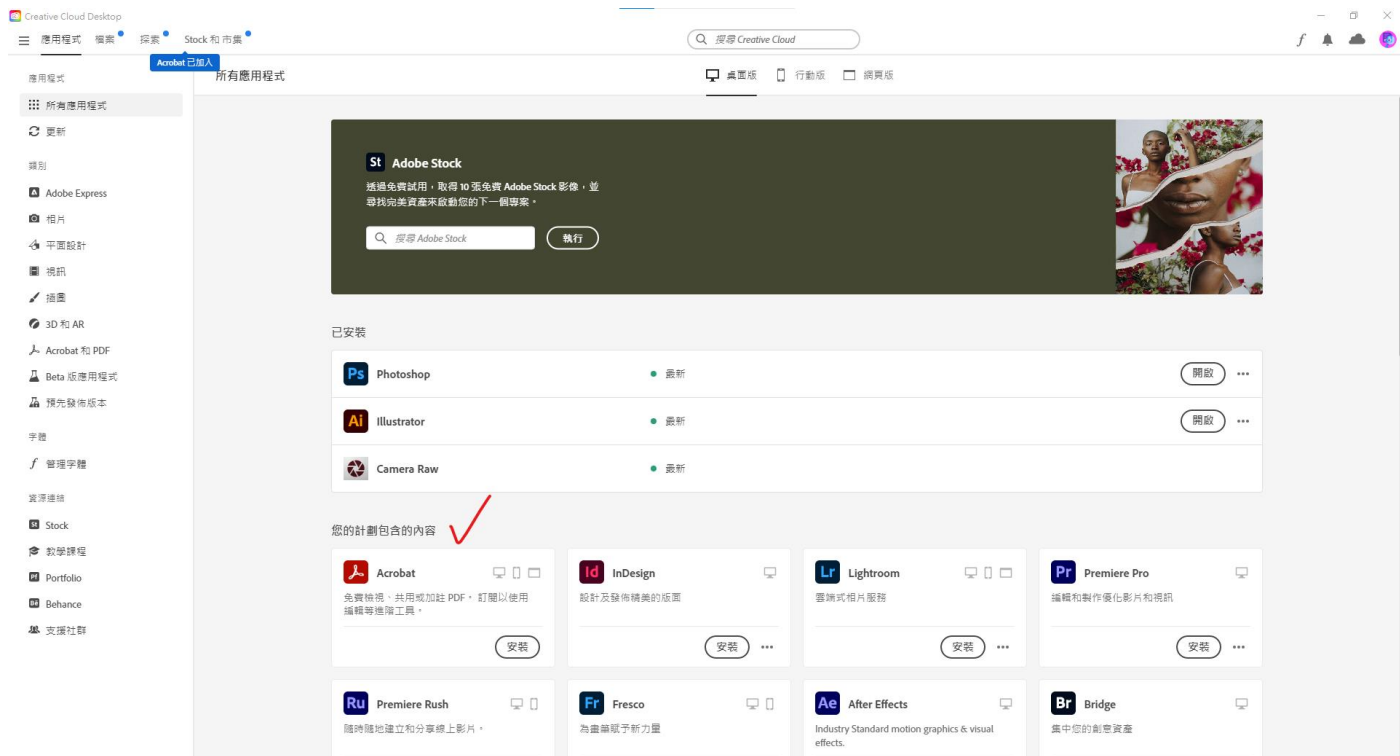 Creative Cloud Desktop
應用程式 檔案 探索 Stock 和 市集
搜尋 Creative Cloud
Acrobat 已加入
應用程式
所有應用程式
更新
類別
Adobe Express
相片
平面設計
視訊
插圖
3D 和 AR
Acrobat 和 PDF
Beta 版應用程式
預先發佈版本
字體
管理字體
資源連結
Stock
教學課程
Portfolio
Behance
支援社群
所有應用程式
桌面版 行動版 網頁版
St Adobe Stock
透過免費試用，取得 10 張免費 Adobe Stock 影像，並
尋找完美資產來啟動您的下一個專案。
搜尋 Adobe Stock 執行
已安裝
Ps Photoshop 最新 開啟
Ai Illustrator 最新 開啟
Camera Raw 最新
您的計劃包含的內容
Acrobat
免費檢視、共用或加註 PDF。 訂閱以使用
編輯等進階工具。
安裝
Id InDesign
設計及發佈精美的版面
安裝
Lr Lightroom
雲端式相片服務
安裝
Pr Premiere Pro
編輯和製作優化影片和視訊
安裝
Ru Premiere Rush
隨時隨地建立和分享線上影片。
Fr Fresco
為畫筆賦予新力量
Ae After Effects
Industry Standard motion graphics & visual
effects.
Br Bridge
集中您的創意資產